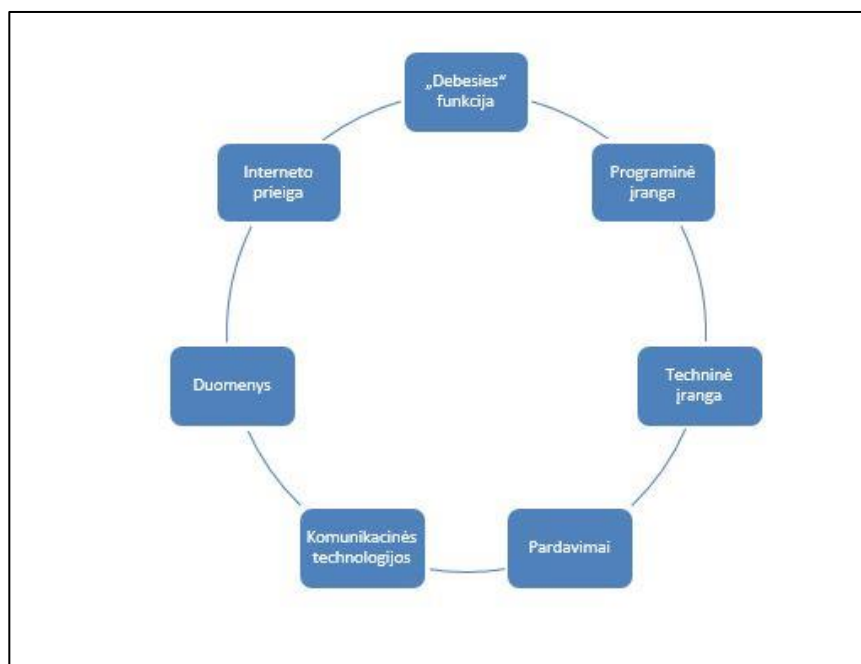 „Debesies“
funkcija
Programinė
įranga
Techninė
įranga
Pardavimai
Komunikacinės
technologijos
Duomenys
Interneto
prieiga